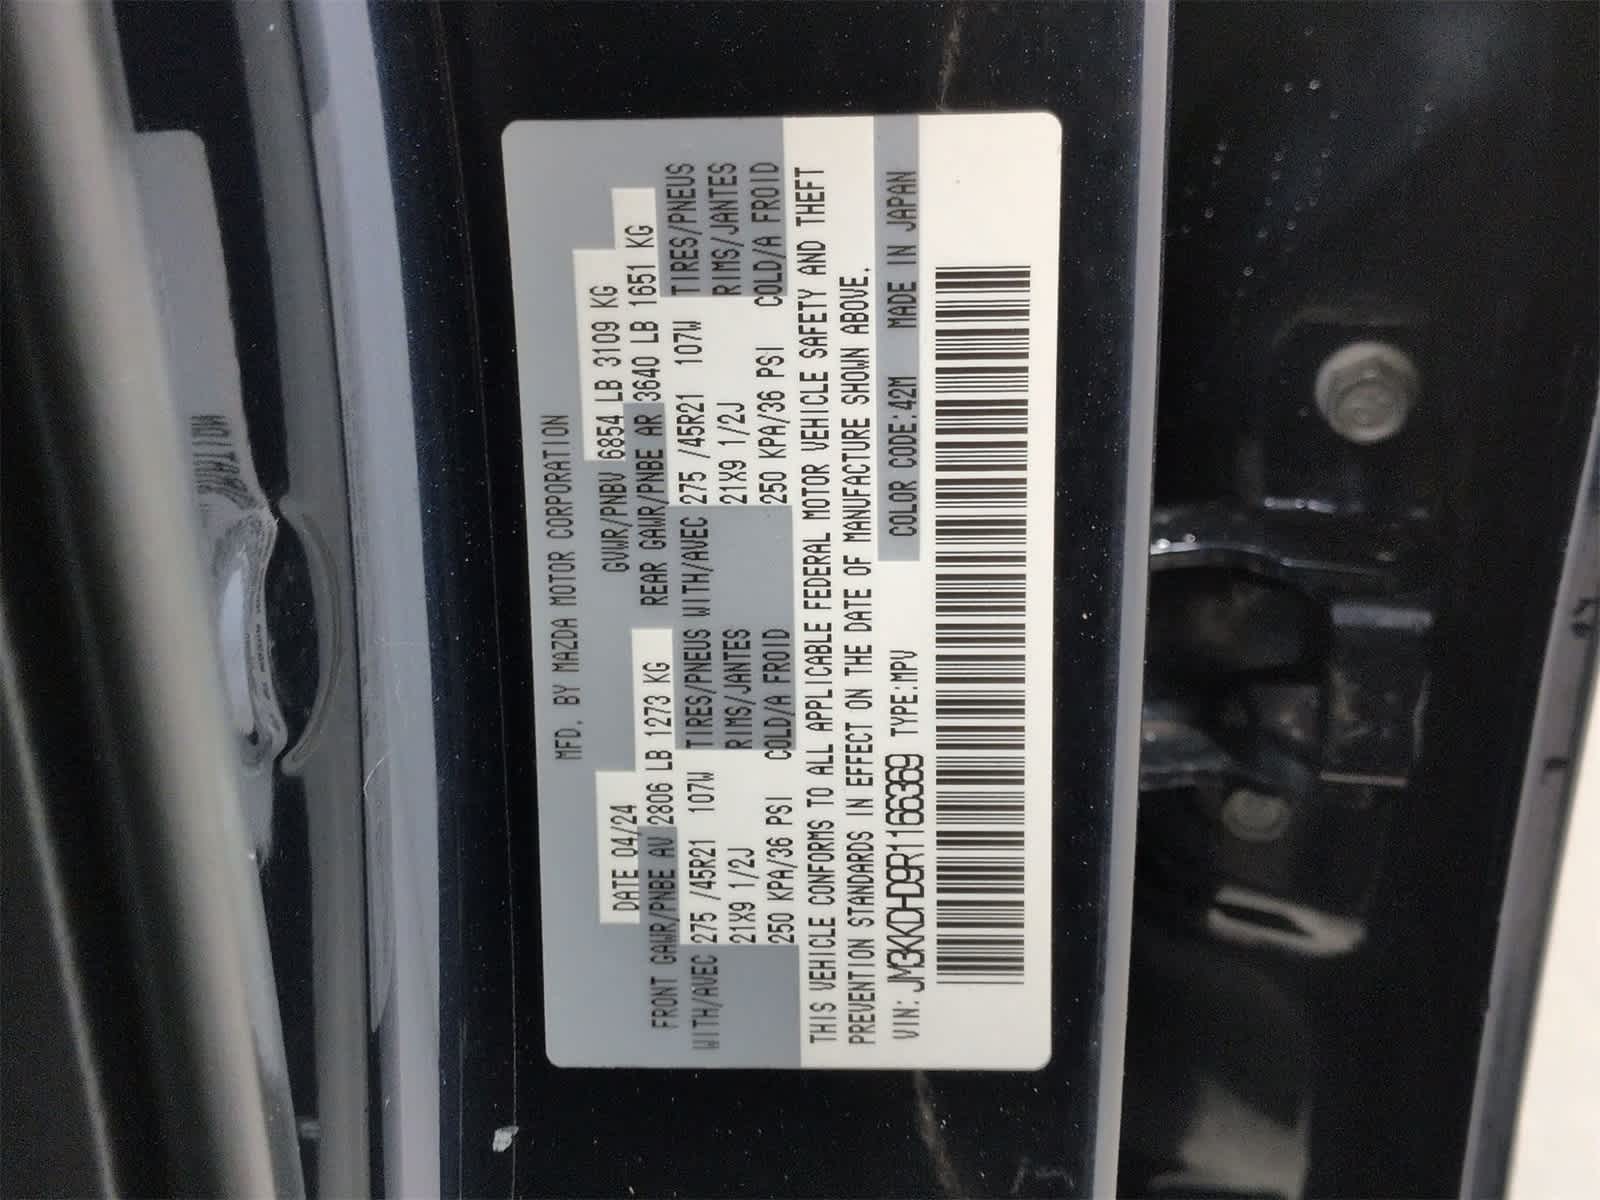 MFD. BY MAZDA MOTOR CORPORATION
DATE 04/24 GVWR/PNBV 6854 LB 3109 KG
FRONT GAWR/PNBE AV 2806 LB 1273 KG REAR GAWR/PNBE AR 3640 LB 1651 KG
WITH/AVEC 275 /45R21 107W TIRES/PNEUS WITH/AVEC 275 /45R21 107W TIRES/PNEUS
21X9 1/2J RIMS/JANTES 21X9 1/2J RIMS/JANTES
250 KPA/36 PSI COLD/A FROID 250 KPA/36 PSI COLD/A FROID
THIS VEHICLE CONFORMS TO ALL APPLICABLE FEDERAL MOTOR VEHICLE SAFETY AND THEFT
PREVENTION STANDARDS IN EFFECT ON THE DATE OF MANUFACTURE SHOWN ABOVE.
VIN: JM3KKDHD9R1166369 TYPE:MPV COLOR CODE:42M MADE IN JAPAN